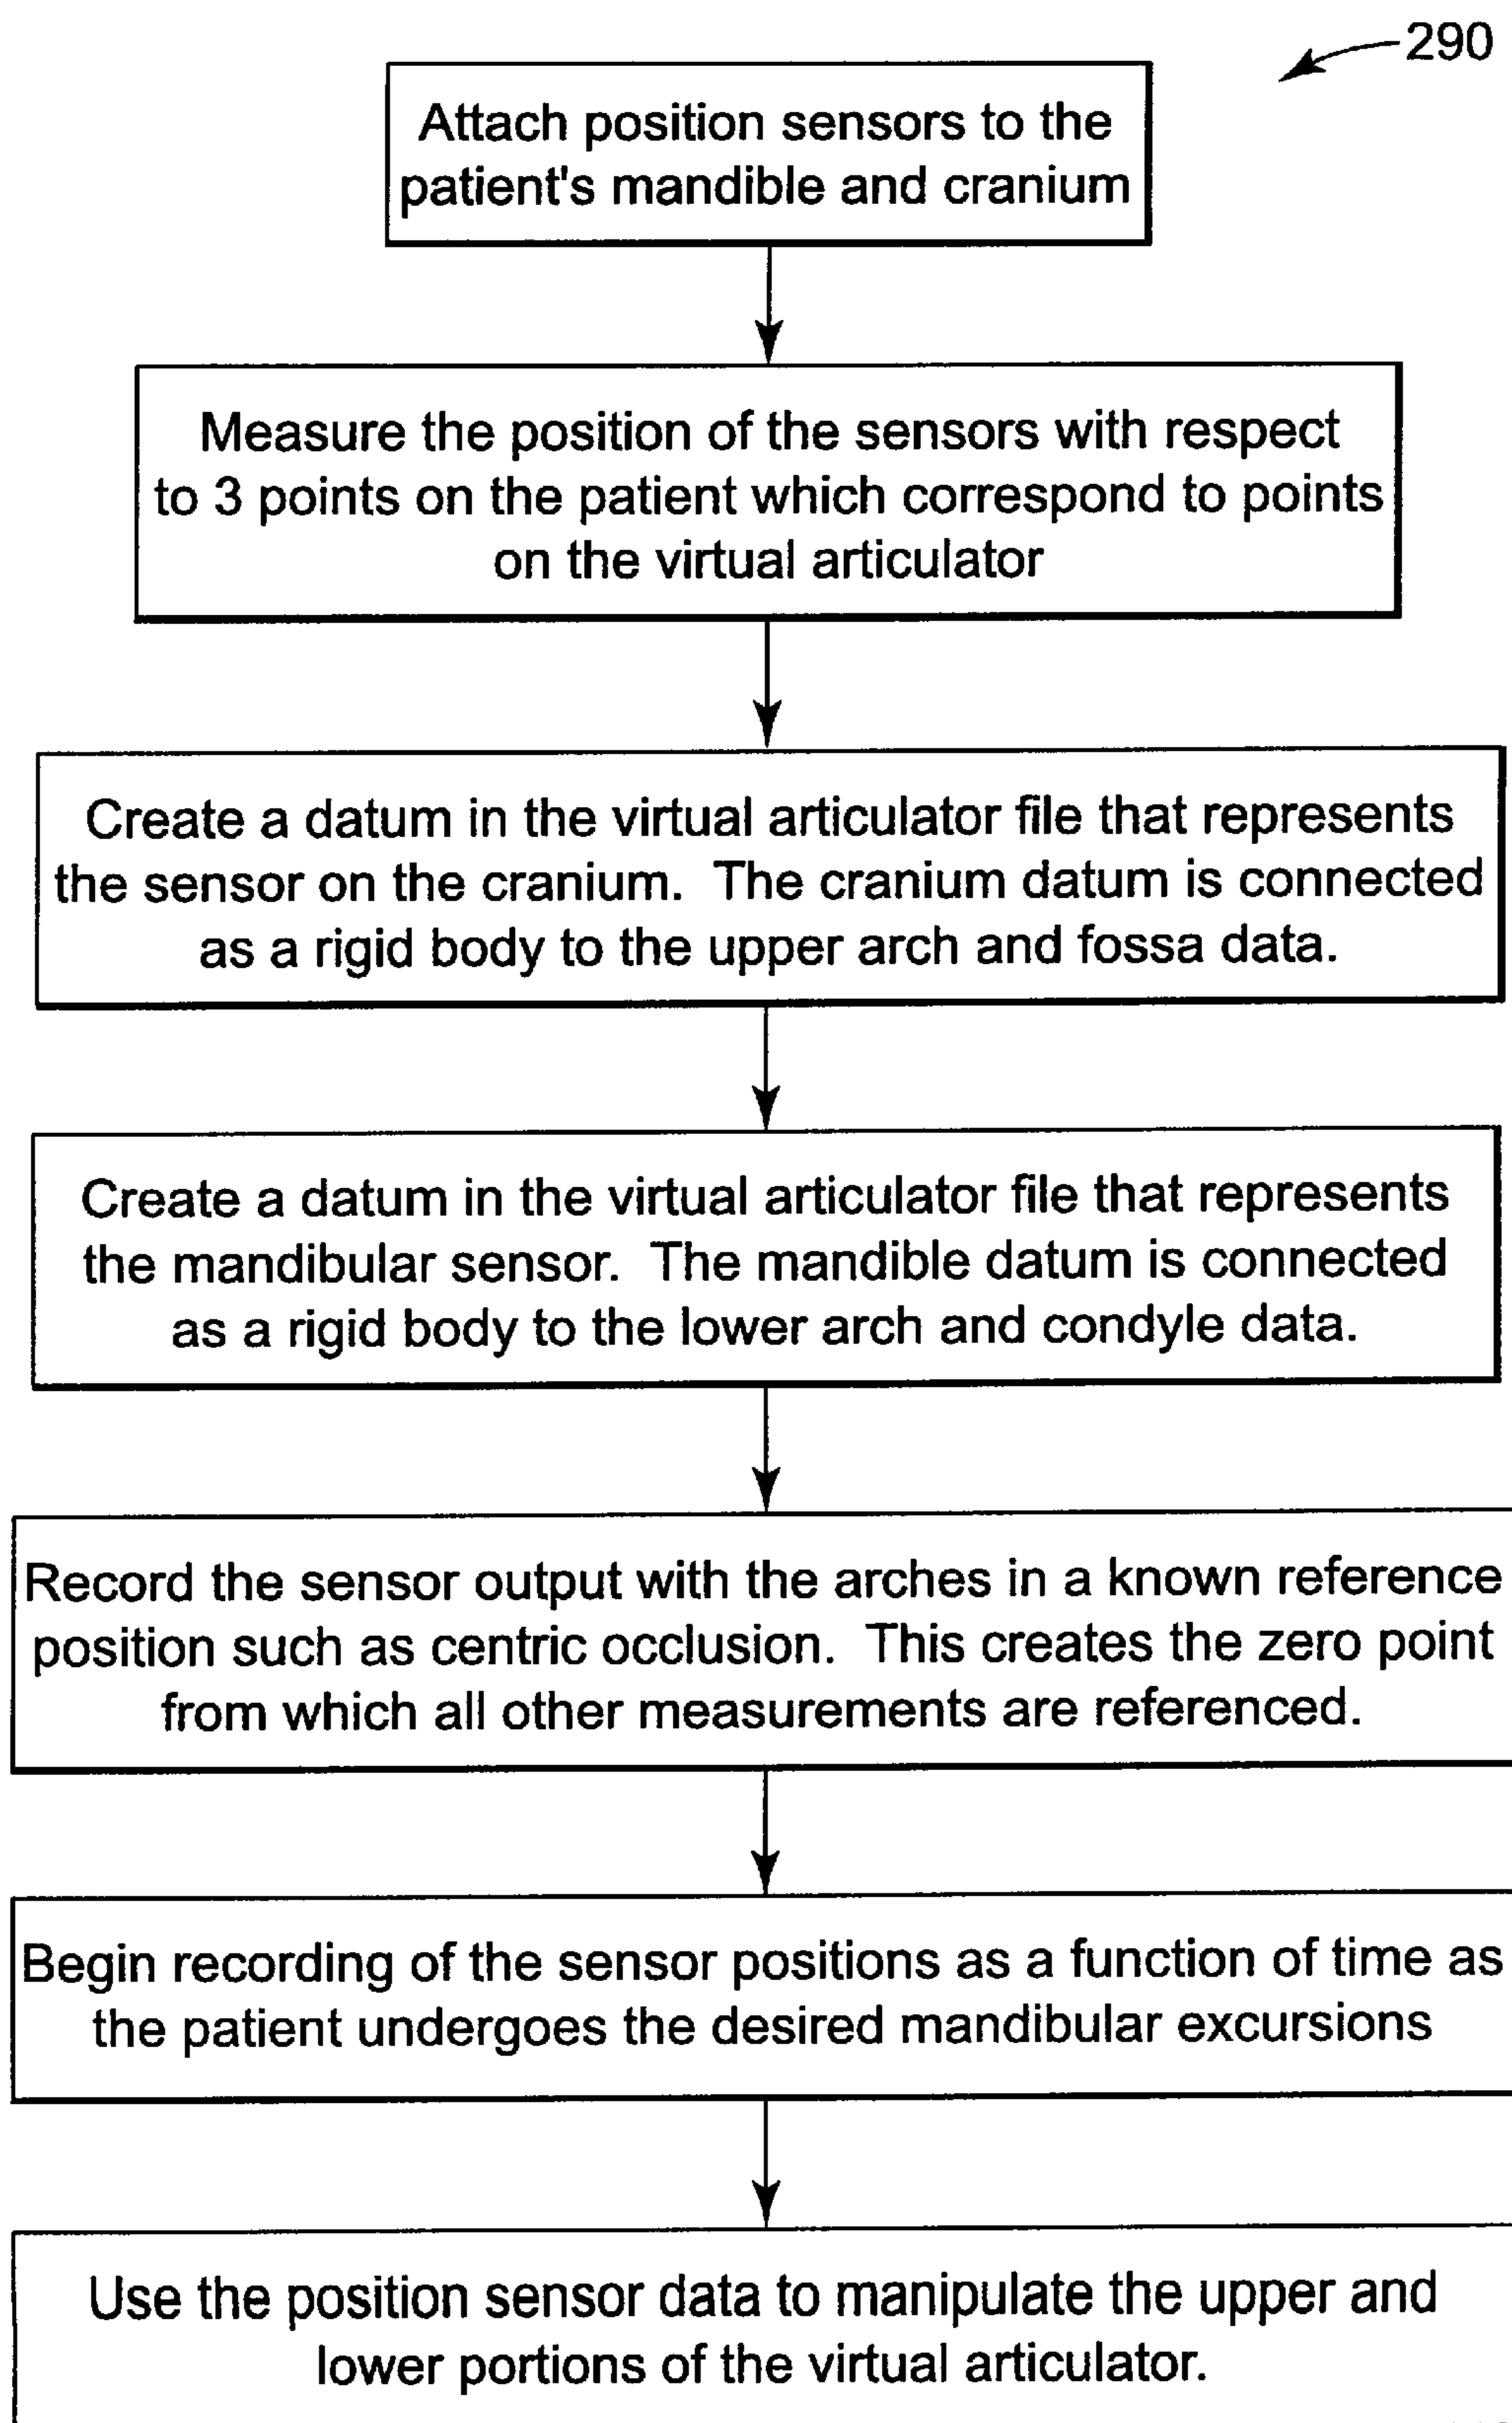 290
Attach position sensors to the
patient's mandible and cranium
Measure the position of the sensors with respect
to 3 points on the patient which correspond to points
on the virtual articulator
Create a datum in the virtual articulator file that represents
the sensor on the cranium. The cranium datum is connected
as a rigid body to the upper arch and fossa data.
Create a datum in the virtual articulator file that represents
the mandibular sensor. The mandible datum is connected
as a rigid body to the lower arch and condyle data.
Record the sensor output with the arches in a known reference
position such as centric occlusion. This creates the zero point
from which all other measurements are referenced.
Begin recording of the sensor positions as a function of time as
the patient undergoes the desired mandibular excursions
Use the position sensor data to manipulate the upper and
lower portions of the virtual articulator.